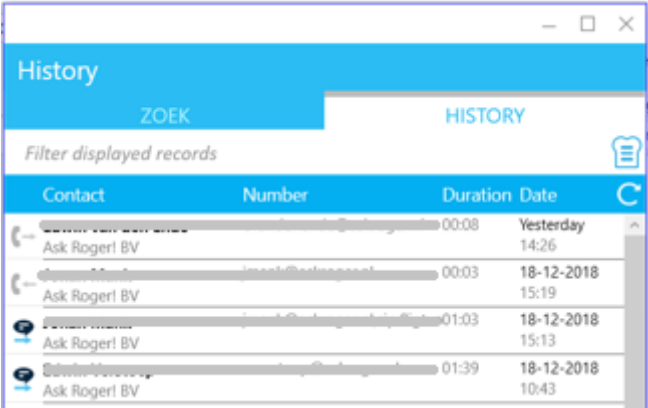 History
ZOEK HISTORY
Filter displayed records
Contact Number Duration Date
00:08 Yesterday
Ask Roger! BV 14:26
00:03 18-12-2018
Ask Roger! BV 15:19
01:03 18-12-2018
Ask Roger! BV 15:13
01:39 18-12-2018
Ask Roger! BV 10:43